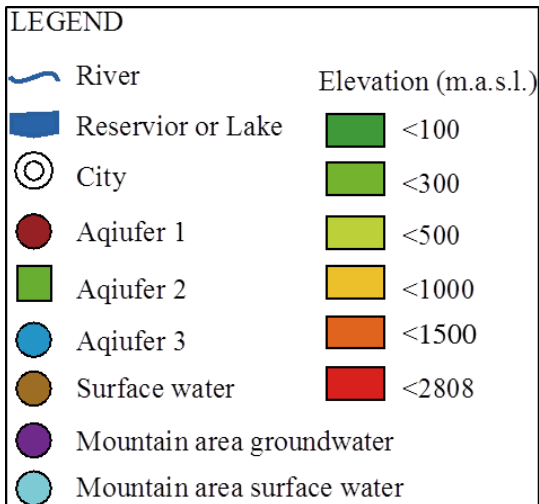 LEGEND
River
Reservior or Lake
City
Aqiufer 1
Aqiufer 2
Aqiufer 3
Surface water
Mountain area groundwater
Mountain area surface water
Elevation (m.a.s.l.)
<100
<300
<500
<1000
<1500
<2808